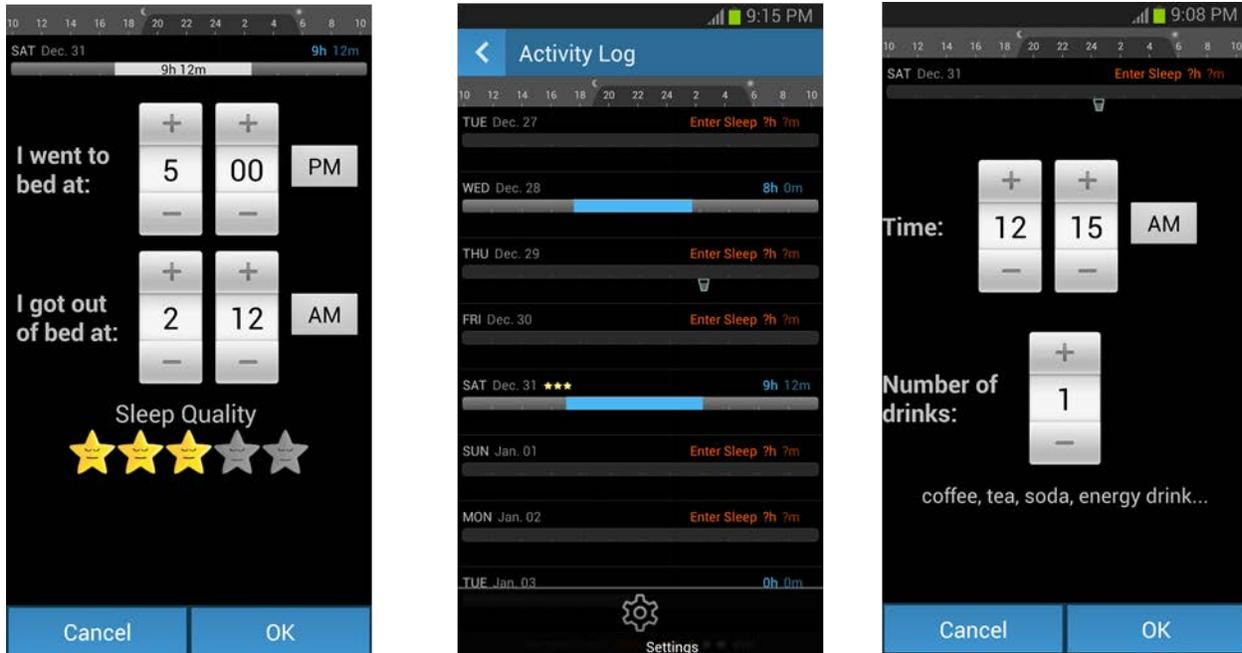 10 12 14 16 18 20 22 24 2 4 6 8 10
SAT Dec. 31 9h 12m
9h 12m
I went to
bed at:
+ +
5 00 PM
− −
I got out
of bed at:
+ +
2 12 AM
− −
Sleep Quality
Cancel OK
9:15 PM
Activity Log
10 12 14 16 18 20 22 24 2 4 6 8 10
TUE Dec. 27 Enter Sleep ?h ?m
WED Dec. 28 8h 0m
THU Dec. 29 Enter Sleep ?h ?m
FRI Dec. 30 Enter Sleep ?h ?m
SAT Dec. 31 9h 12m
SUN Jan. 01 Enter Sleep ?h ?m
MON Jan. 02 Enter Sleep ?h ?m
TUE Jan. 03 0h 0m
Settings
9:08 PM
10 12 14 16 18 20 22 24 2 4 6 8 10
SAT Dec. 31 Enter Sleep ?h ?m
Time:
+ +
12 15 AM
− −
Number of
drinks:
+
1
−
coffee, tea, soda, energy drink...
Cancel OK